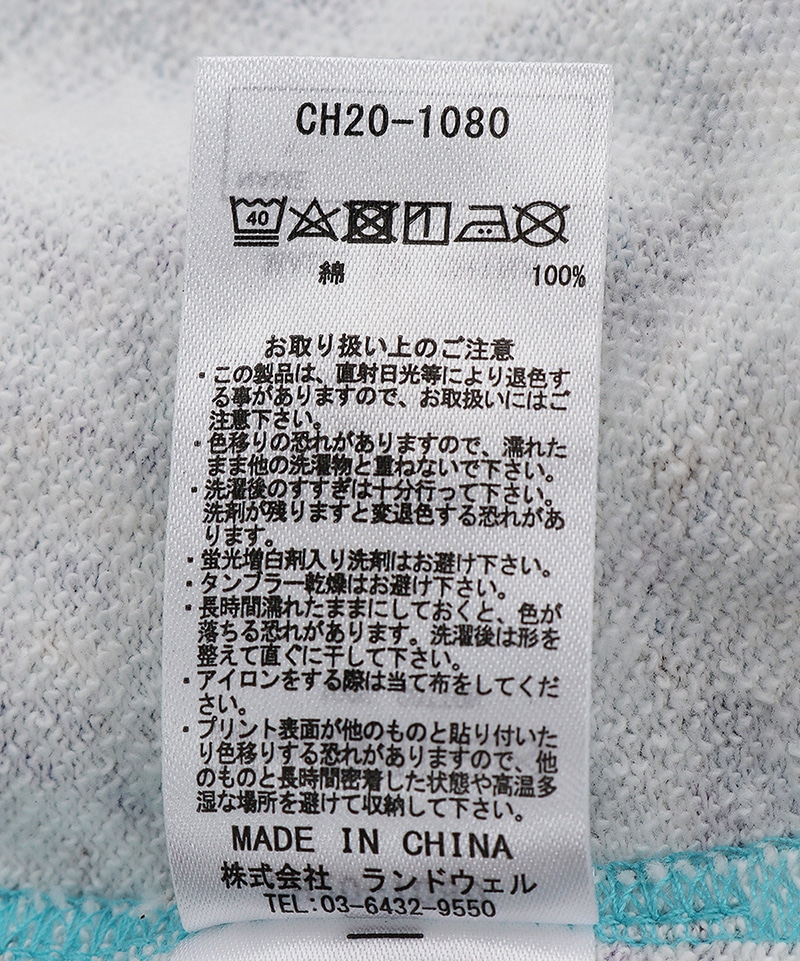 CH20-1080
40
綿 100%
お取り扱い上のご注意
・この製品は、直射日光等により退色す
る事がありますので、お取扱いにはご
注意下さい。
・色移りの恐れがありますので、濡れた
まま他の洗濯物と重ねないで下さい。
・洗濯後のすすぎは十分行って下さい。
洗剤が残りますと変退色する恐れがあ
ります。
・蛍光増白剤入り洗剤はお避け下さい。
・タンブラー乾燥はお避け下さい。
・長時間濡れたままにしておくと、色が
落ちる恐れがあります。洗濯後は形を
整えて直ぐに干して下さい。
・アイロンをする際は当て布をしてくだ
さい。
・プリント表面が他のものと貼り付いた
り色移りする恐れがありますので、他
のものと長時間密着した状態や高温多
湿な場所を避けて収納して下さい。
MADE IN CHINA
株式会社 ランドウェル
TEL:03-6432-9550